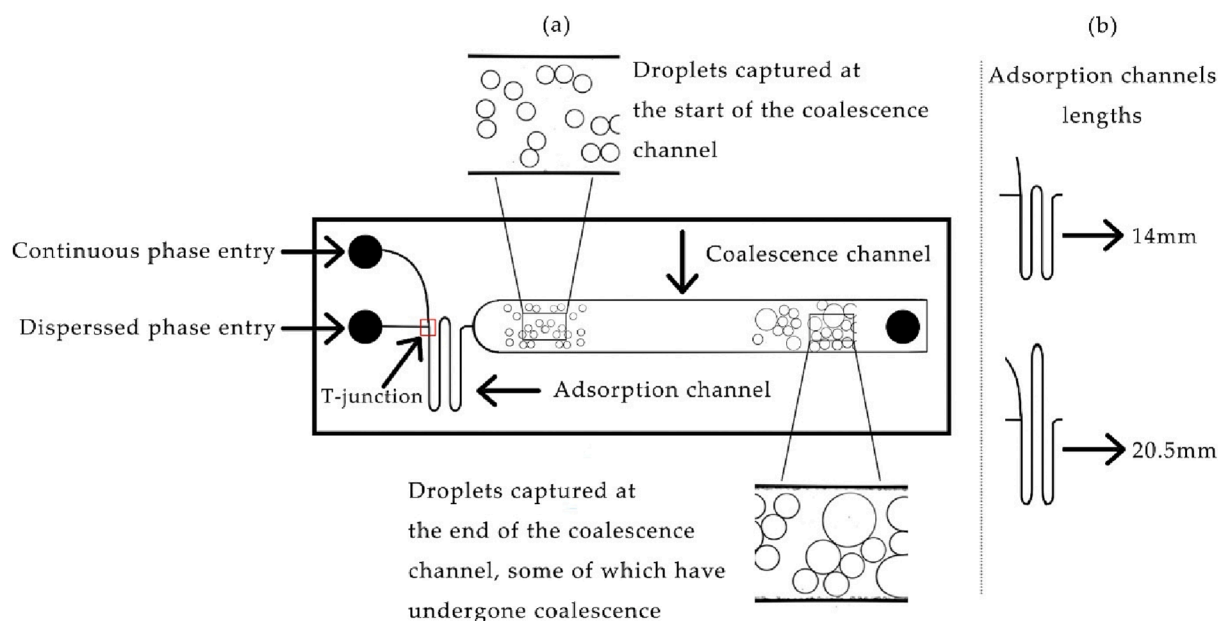 (a)
Droplets captured at
the start of the coalescence
channel
Continuous phase entry
Disperssed phase entry
T-junction
Coalescence channel
Adsorption channel
Droplets captured at
the end of the coalescence
channel, some of which have
undergone coalescence
(b)
Adsorption channels
lengths
14mm
20.5mm